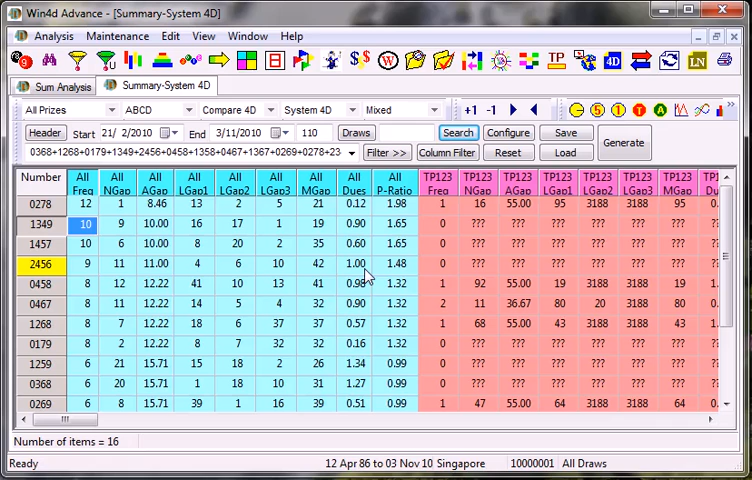 Win4d Advance - [Summary-System 4D]
Analysis Maintenance Edit View Window Help
Sum Analysis Summary-System 4D
All Prizes ABCD Compare 4D System 4D Mixed +1 -1
Header Start 21/ 2/2010 End 3/11/2010 110 Draws Search Configure Save Generate
0368+1268+0179+1349+2456+0458+1358+0467+1367+0269+0278+23 Filter >> Column Filter Reset Load
Number All Freq All NGap All AGap All LGap1 All LGap2 All LGap3 All MGap All Dues All P-Ratio TP123 Freq TP123 NGap TP123 AGap TP123 LGap1 TP123 LGap2 TP123 LGap3 TP123 MGap
0278 12 1 8.46 13 2 5 21 0.12 1.98 1 16 55.00 95 3188 3188 95 0.
1349 10 9 10.00 16 17 1 19 0.90 1.65 0 ??? ??? ??? ??? ??? ???
1457 10 6 10.00 8 20 2 35 0.60 1.65 0 ??? ??? ??? ??? ??? ???
2456 9 11 11.00 4 6 10 42 1.00 1.48 0 ??? ??? ??? ??? ??? ???
0458 8 12 12.22 41 10 13 41 0.98 1.32 1 92 55.00 19 3188 3188 19 1.
0467 8 11 12.22 14 5 4 32 0.90 1.32 2 11 36.67 80 20 3188 80 0.
1268 8 7 12.22 18 6 37 37 0.57 1.32 1 68 55.00 43 3188 3188 43 1.
0179 8 2 12.22 8 7 32 32 0.16 1.32 0 ??? ??? ??? ??? ??? ???
1259 6 21 15.71 15 18 2 26 1.34 0.99 0 ??? ??? ??? ??? ??? ???
0368 6 20 15.71 1 18 10 31 1.27 0.99 0 ??? ??? ??? ??? ??? ???
0269 6 8 15.71 39 1 16 39 0.51 0.99 1 47 55.00 64 3188 3188 64 0.
Number of items = 16
Ready 12 Apr 86 to 03 Nov 10 Singapore 10000001 All Draws